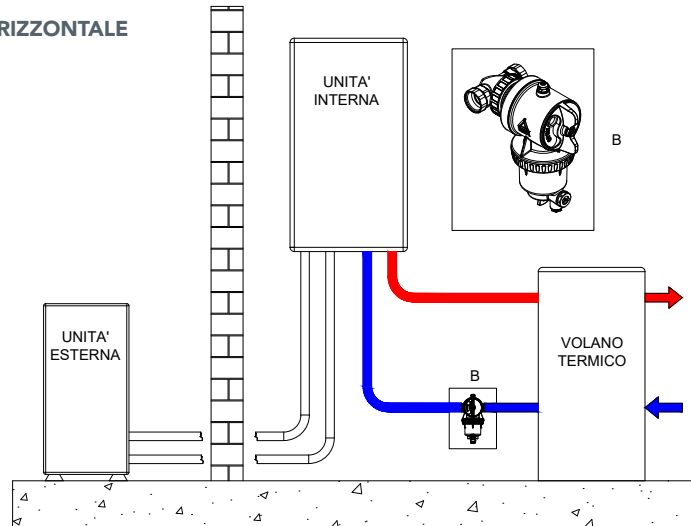 RIZZONTALE
UNITA'
INTERNA
B
UNITA'
ESTERNA
VOLANO
TERMICO
B